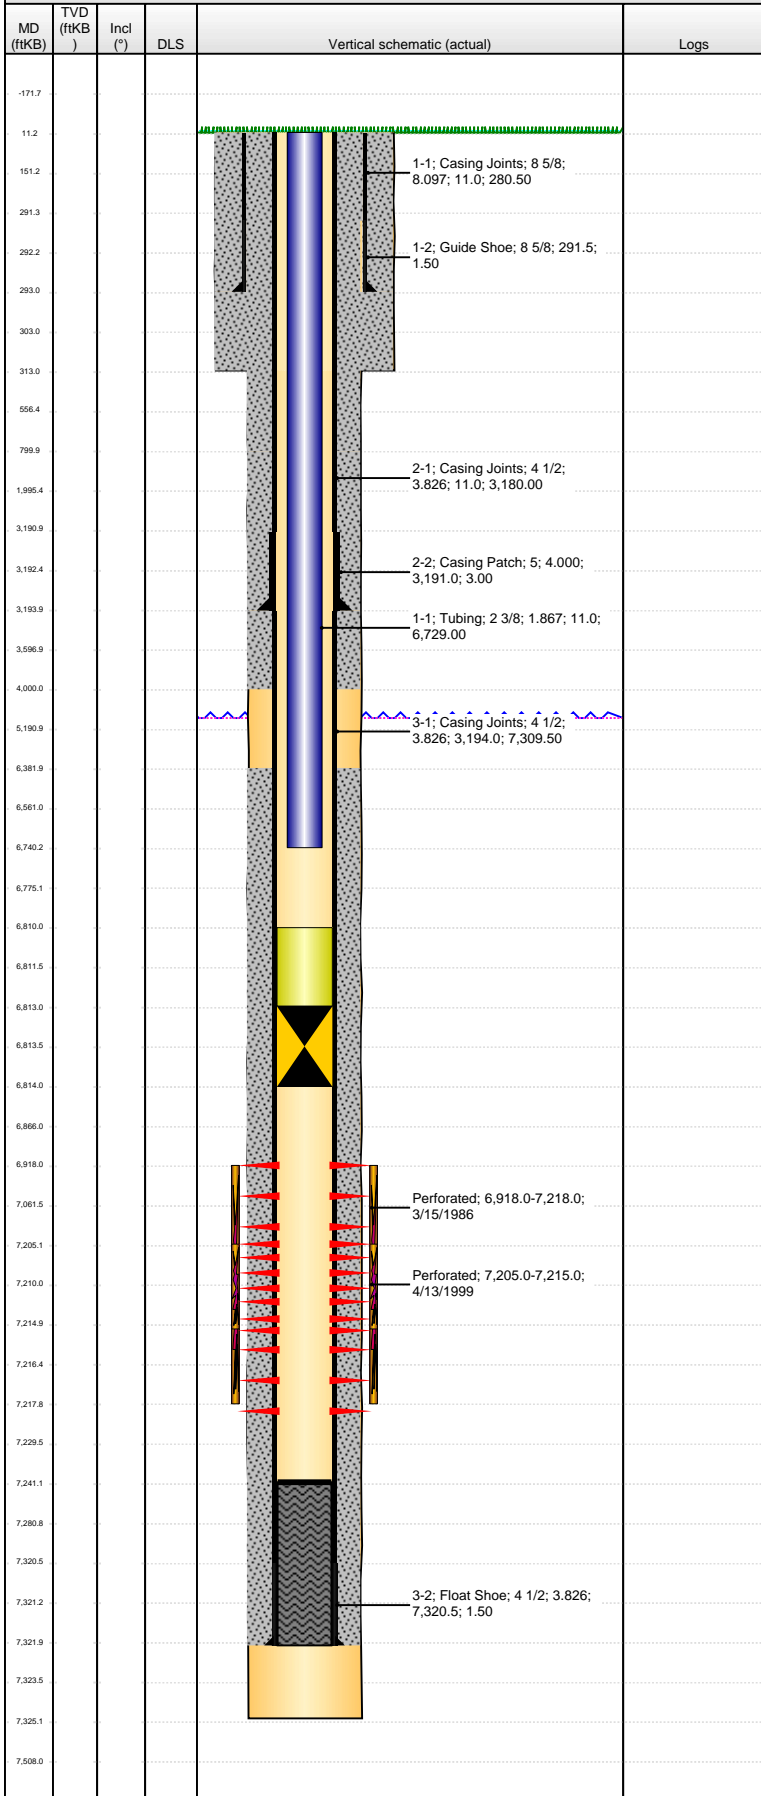 MD
(ftKB)
TVD
(ftKB
)
Incl
(°)
DLS
Vertical schematic (actual)
Logs
-171.7
11.2
151.2
291.3
292.2
293.0
303.0
313.0
556.4
799.9
1,995.4
3,190.9
3,192.4
3,193.9
3,596.9
4,000.0
5,190.9
6,381.9
6,561.0
6,740.2
6,775.1
6,810.0
6,811.5
6,813.0
6,813.5
6,814.0
6,866.0
6,918.0
7,061.5
7,205.1
7,210.0
7,214.9
7,216.4
7,217.8
7,229.5
7,241.1
7,280.8
7,320.5
7,321.2
7,321.9
7,323.5
7,325.1
7,508.0
1-1; Casing Joints; 8 5/8;
8.097; 11.0; 280.50
1-2; Guide Shoe; 8 5/8; 291.5;
1.50
2-1; Casing Joints; 4 1/2;
3.826; 11.0; 3,180.00
2-2; Casing Patch; 5; 4.000;
3,191.0; 3.00
1-1; Tubing; 2 3/8; 1.867; 11.0;
6,729.00
3-1; Casing Joints; 4 1/2;
3.826; 3,194.0; 7,309.50
Perforated; 6,918.0-7,218.0;
3/15/1986
Perforated; 7,205.0-7,215.0;
4/13/1999
3-2; Float Shoe; 4 1/2; 3.826;
7,320.5; 1.50